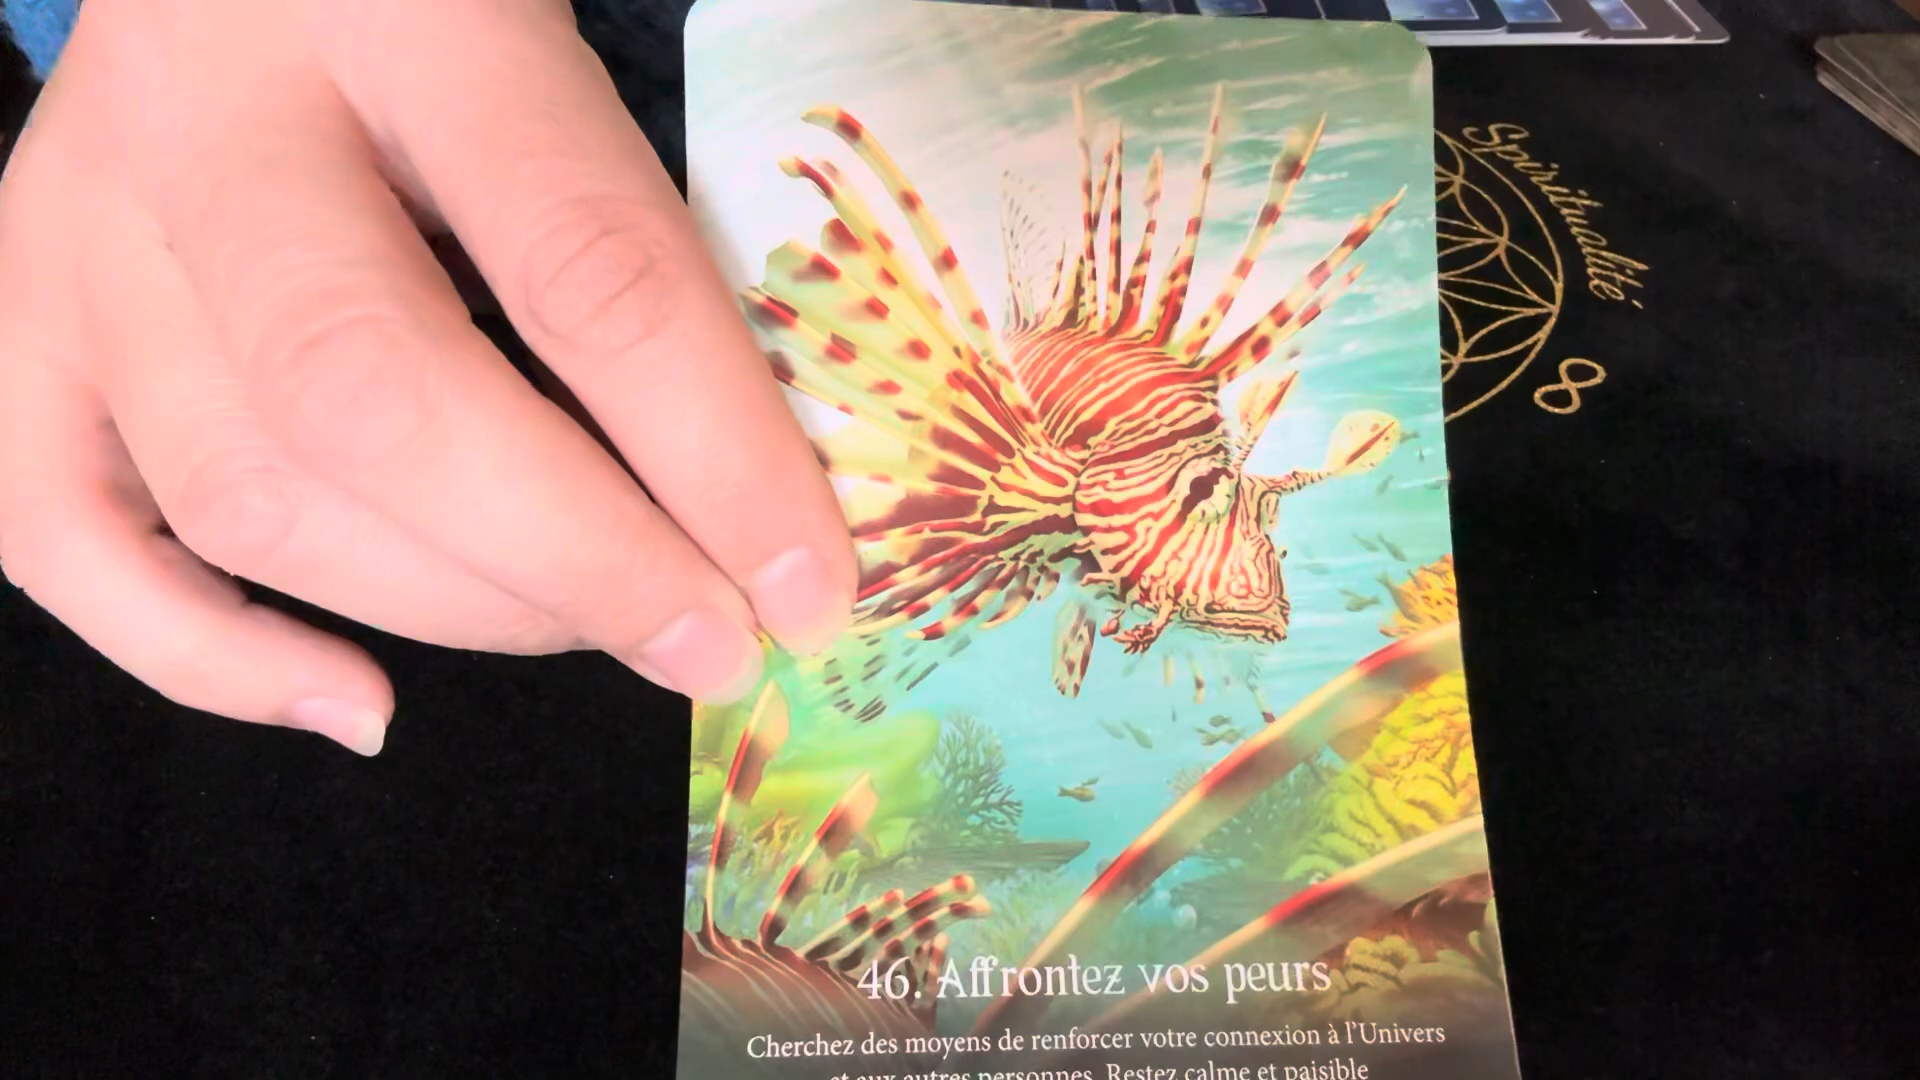 Spiritualité
46. Affrontez vos peurs
Cherchez des moyens de renforcer votre connexion à l'Univers
et aux autres personnes. Restez calme et paisible